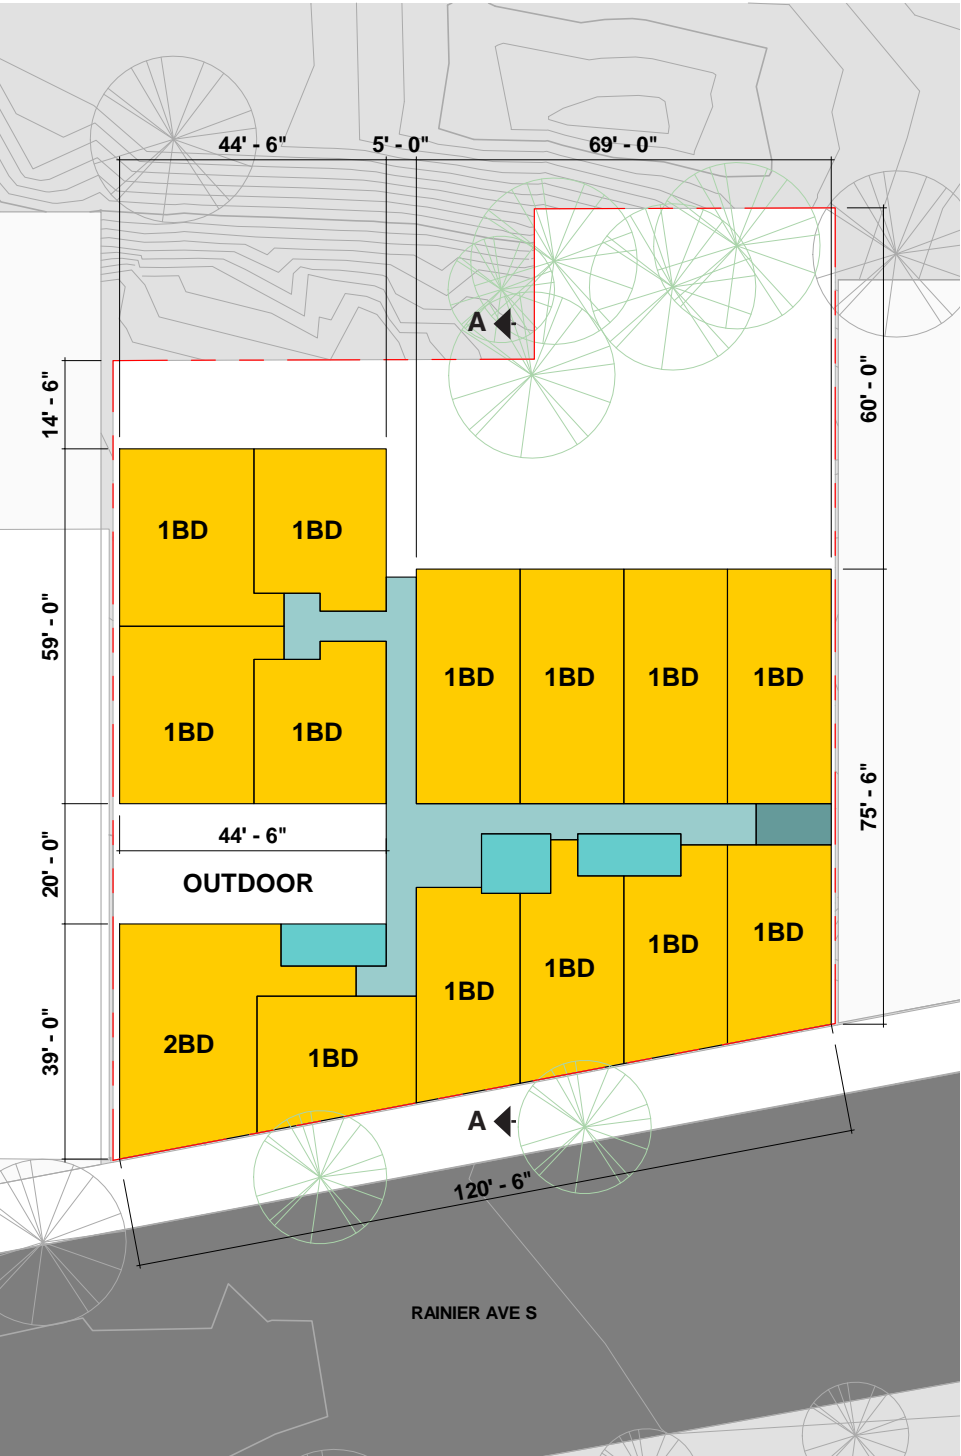 44' - 6"
5' - 0"
69' - 0"
A
14' - 6"
60' - 0"
1BD
1BD
59' - 0"
1BD
1BD
1BD
1BD
1BD
1BD
75' - 6"
44' - 6"
20' - 0"
OUTDOOR
1BD
1BD
1BD
1BD
39' - 0"
2BD
1BD
A
120' - 6"
RAINIER AVE S